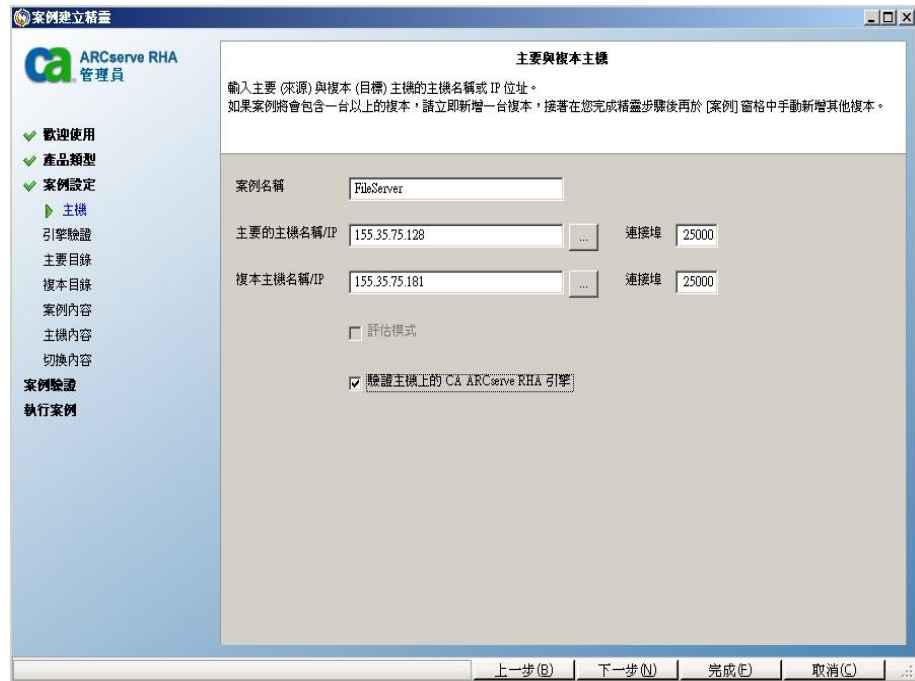 案例建立精靈
ca
ARCserve RHA
管理員
歡迎使用
產品類型
案例設定
主機
引擎驗證
主要目錄
複本目錄
案例內容
主機內容
切換內容
案例驗證
執行案例
主要與複本主機
輸入主要 (來源) 與複本 (目標) 主機的主機名稱或 IP 位址。
如果案例將會包含一台以上的複本，請立即新增一台複本，接著在您完成精靈步驟後再於 [案例] 窗格中手動新增其他複本。
案例名稱 FileServer
主要的主機名稱/IP 155.35.75.128 ... 連接埠 25000
複本主機名稱/IP 155.35.75.181 ... 連接埠 25000
評估模式
驗證主機上的 CA ARCserve RHA 引擎
上一步(B) 下一步(N) 完成(F) 取消(C)